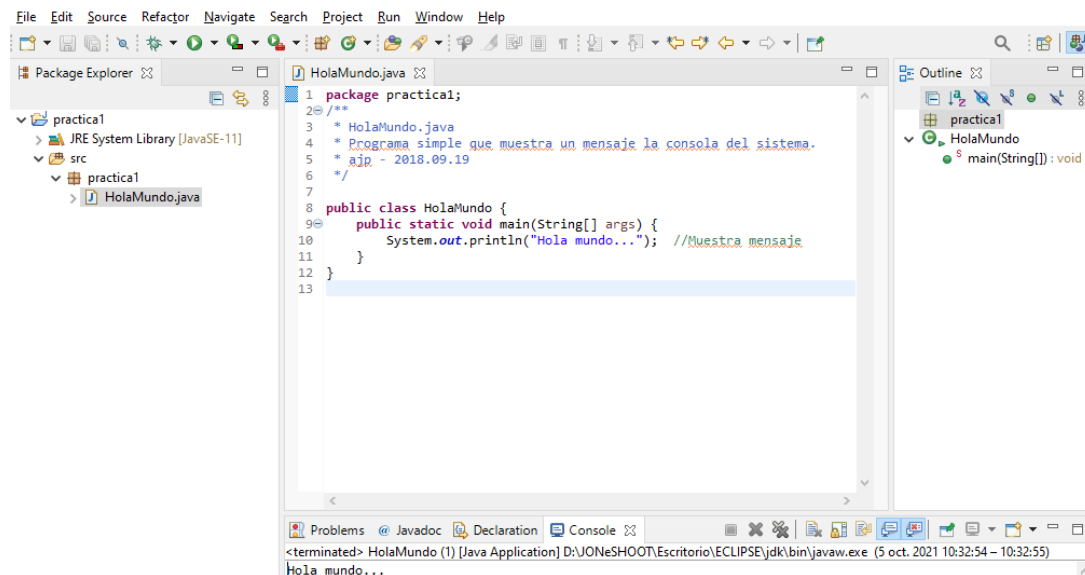 File Edit Source Refactor Navigate Search Project Run Window Help
Package Explorer
practica1
JRE System Library [JavaSE-11]
src
practica1
HolaMundo.java
HolaMundo.java
1 package practica1;
2 /**
3 * HolaMundo.java
4 * Programa simple que muestra un mensaje la consola del sistema.
5 * ajp - 2018.09.19
6 */
7
8 public class HolaMundo {
9 public static void main(String[] args) {
10 System.out.println("Hola mundo..."); //Muestra mensaje
11 }
12 }
13
Outline
practica1
HolaMundo
main(String[]) : void
Problems @ Javadoc Declaration Console
<terminated> HolaMundo (1) [Java Application] D:\JONeSHOOT\Escritorio\ECLIPSE\jdk\bin\javaw.exe (5 oct. 2021 10:32:54 – 10:32:55)
Hola mundo...